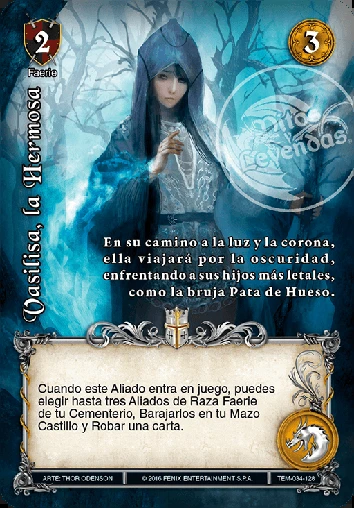 2
3
Faerie
Mitos y
Leyendas
Vasilisa, la Hermosa
En su camino a la luz y la corona,
ella viajará por la oscuridad,
enfrentando a sus hijos más letales,
como la bruja Pata de Hueso.
Cuando este Aliado entra en juego, puedes
elegir hasta tres Aliados de Raza Faerie
de tu Cementerio, Barajarlos en tu Mazo
Castillo y Robar una carta.
ARTE: THOR ODENSON
© 2016 FENIX ENTERTAINMENT S.P.A.
TEM-034-128